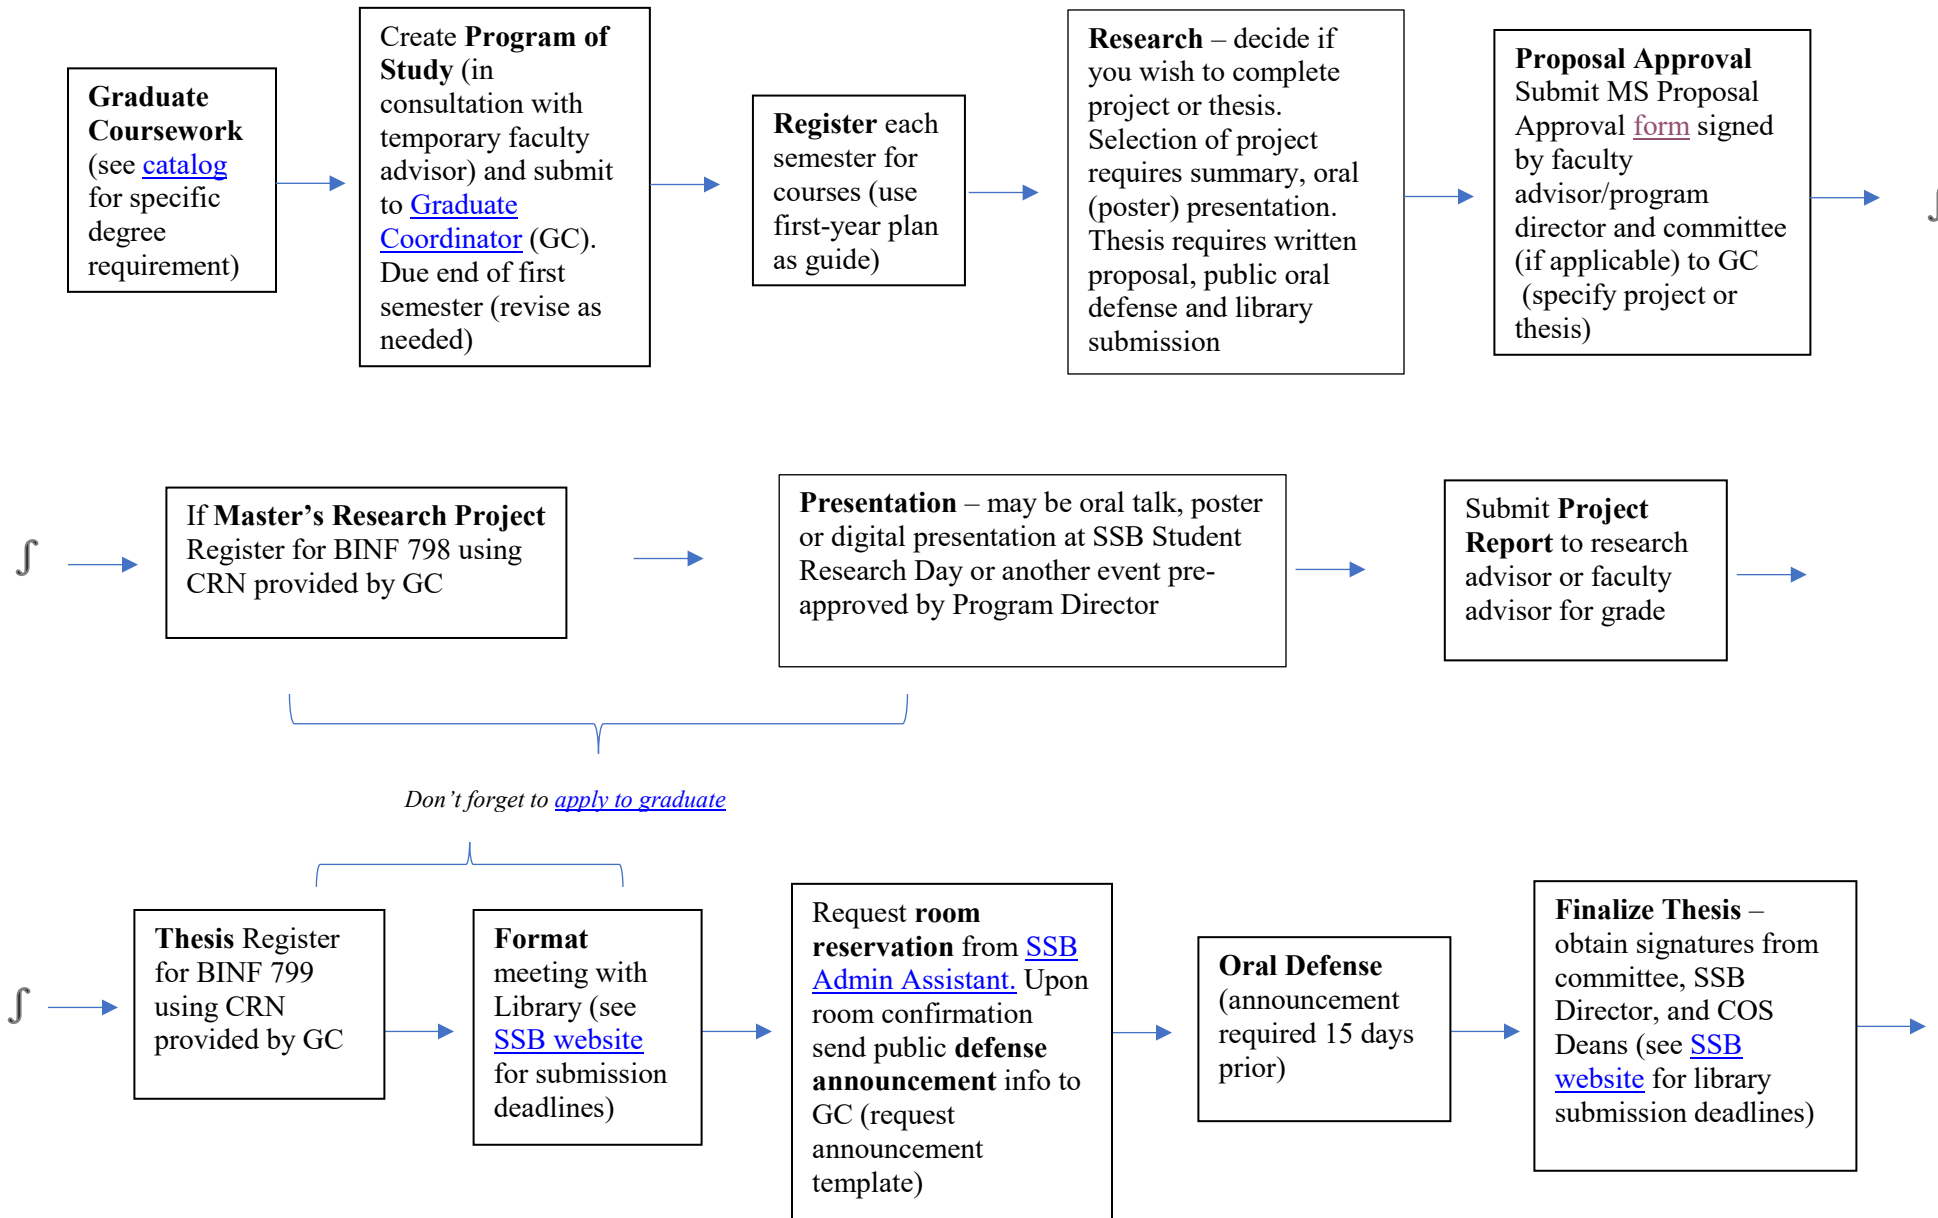 Graduate
Coursework
(see catalog
for specific
degree
requirement)
Create Program of
Study (in
consultation with
temporary faculty
advisor) and submit
to Graduate
Coordinator (GC).
Due end of first
semester (revise as
needed)
Register each
semester for
courses (use
first-year plan
as guide)
Research – decide if
you wish to complete
project or thesis.
Selection of project
requires summary, oral
(poster) presentation.
Thesis requires written
proposal, public oral
defense and library
submission
Proposal Approval
Submit MS Proposal
Approval form signed
by faculty
advisor/program
director and committee
(if applicable) to GC
(specify project or
thesis)
∫
∫
If Master’s Research Project
Register for BINF 798 using
CRN provided by GC
Presentation – may be oral talk, poster
or digital presentation at SSB Student
Research Day or another event pre-
approved by Program Director
Submit Project
Report to research
advisor or faculty
advisor for grade
Don’t forget to apply to graduate
∫
Thesis Register
for BINF 799
using CRN
provided by GC
Format
meeting with
Library (see
SSB website
for submission
deadlines)
Request room
reservation from SSB
Admin Assistant. Upon
room confirmation
send public defense
announcement info to
GC (request
announcement
template)
Oral Defense
(announcement
required 15 days
prior)
Finalize Thesis –
obtain signatures from
committee, SSB
Director, and COS
Deans (see SSB
website for library
submission deadlines)